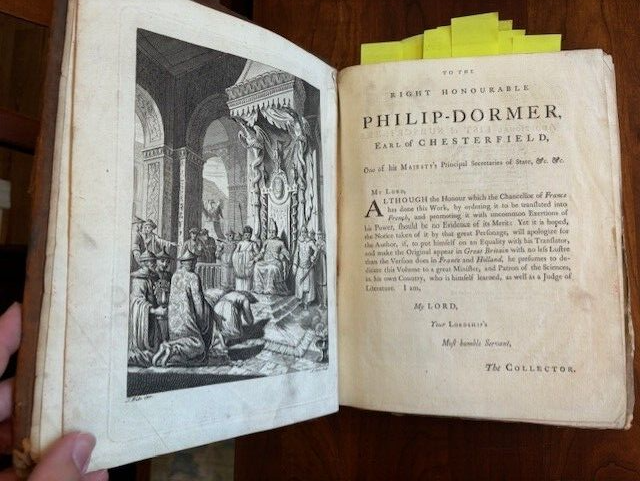 TO THE
RIGHT HONOURABLE
PHILIP-DORMER,
EARL of CHESTERFIELD,
One of his MAJESTY's Principal Secretaries of State, &c. &c.
MY LORD,
ALTHOUGH the Honour which the Chancellor of France
has done this Work, by ordering it to be translated into
French, and promoting it with uncommon Exertions of
his Power, should be no Evidence of its Merit: Yet it is hoped,
the Notice taken of it by that great Personage, will apologize for
the Author, if, to put himself on an Equality with his Translator,
and make the Original appear in Great Britain with no less Lustre
than the Version does in France and Holland, he presumes to de-
dicate this Volume to a great Minister, and Patron of the Sciences,
in his own Country, who is himself learned, as well as a Judge of
Literature. I am,
My LORD,
Your LORDSHIP's
Most humble Servant,
The COLLECTOR.